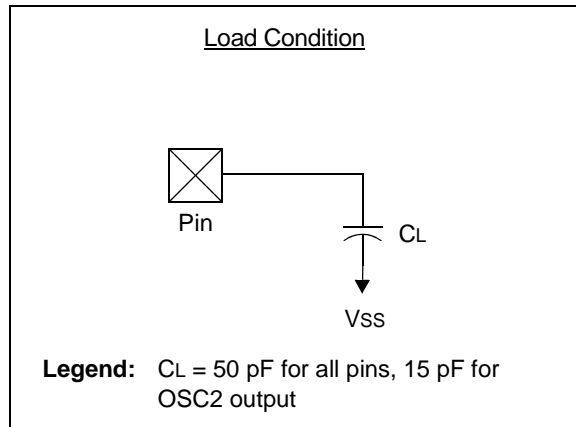 Load Condition
Pin
CL
VSS
Legend: CL = 50 pF for all pins, 15 pF for
OSC2 output